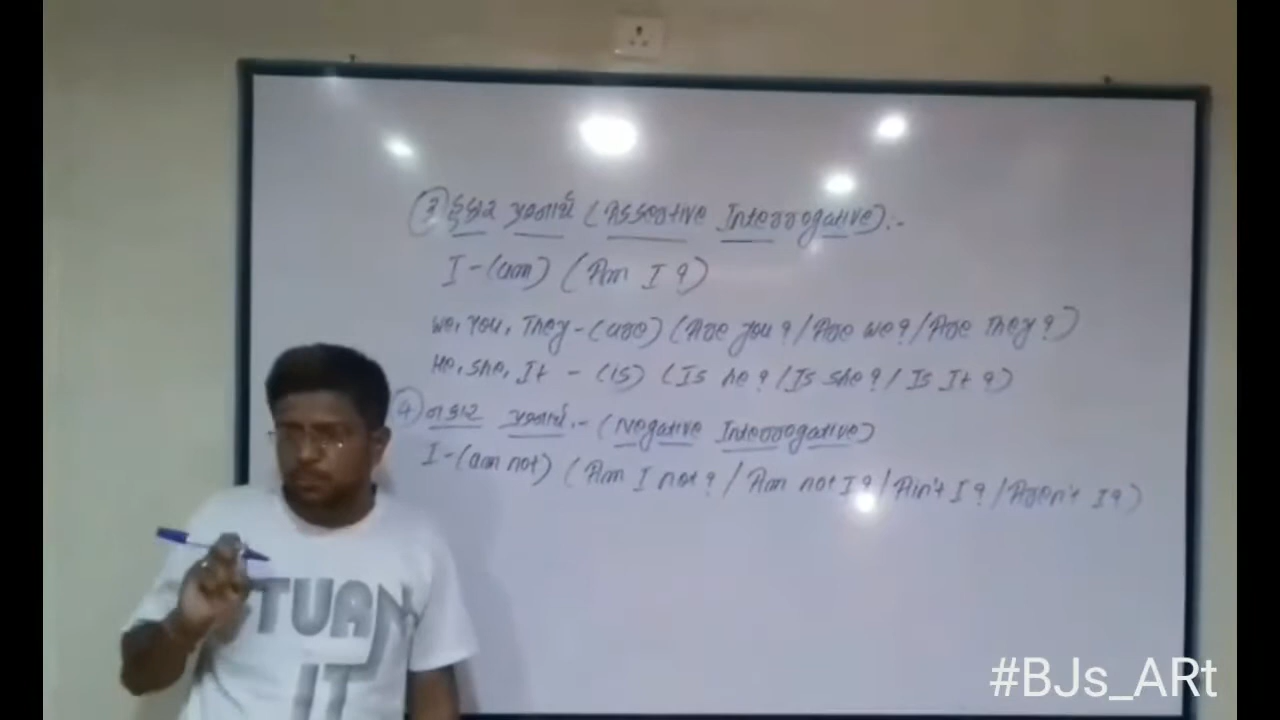 ③ હકાર પ્રશ્નાર્થ (Assertive Interrogative).-
I - (am) (Am I ?)
We, You, They - (are) (Are you ? / Are we ? / Are They ?)
He, she, It - (is) (Is he ? / Is she ? / Is It ?)
④ નકાર પ્રશ્નાર્થ.- (Negative Interrogative)
I - (am not) (Am I not ? / Am not I ? / Ain't I ? / Aren't I ?)
TUAN
IT
#BJs_ARt